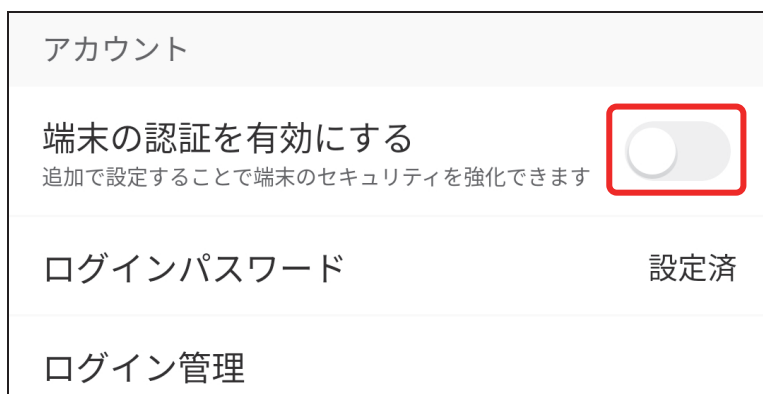 アカウント
端末の認証を有効にする
追加で設定することで端末のセキュリティを強化できます
ログインパスワード 設定済
ログイン管理